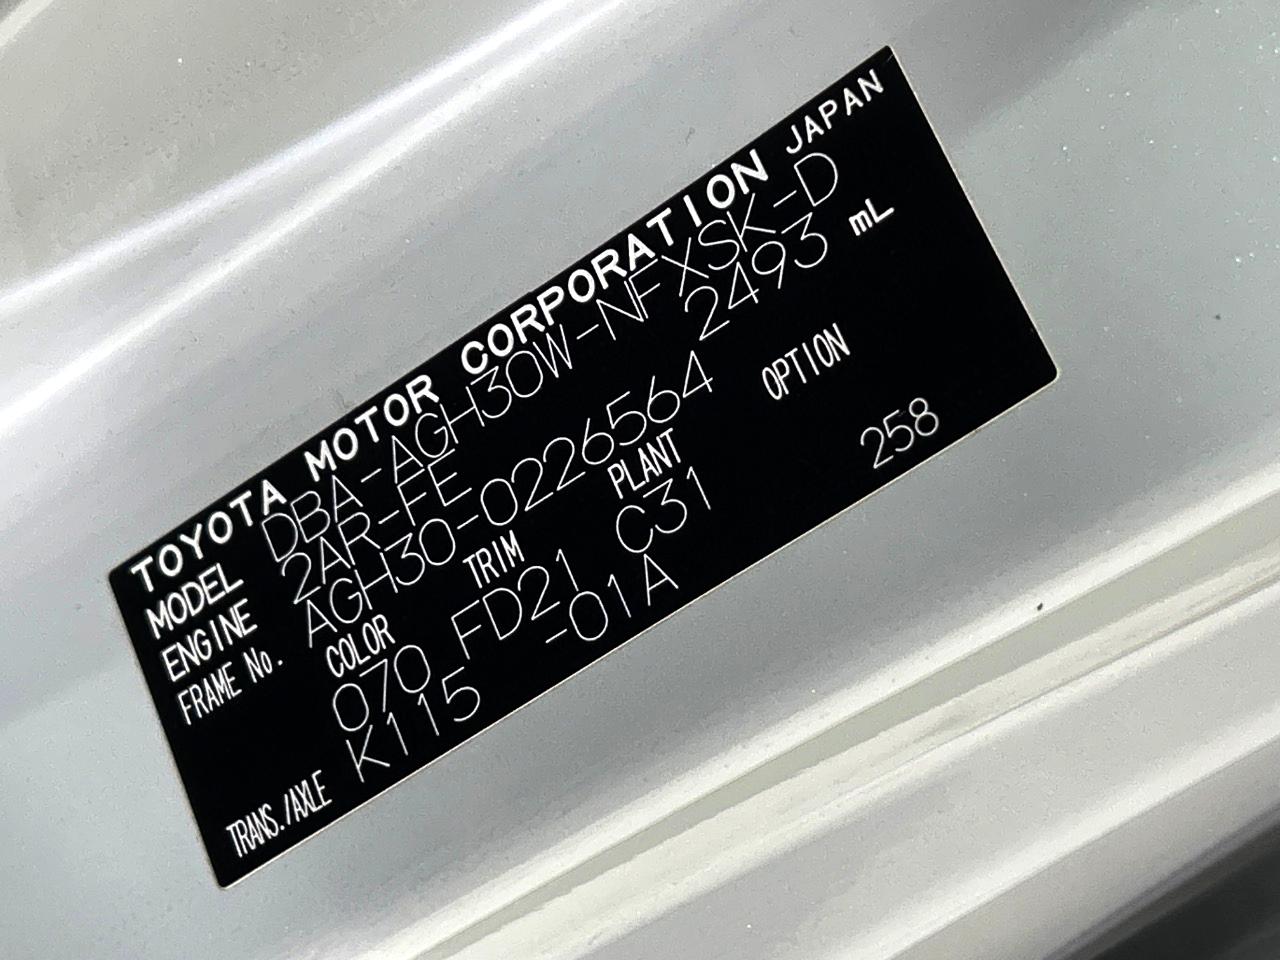 TOYOTA MOTOR CORPORATION JAPAN
MODEL DBA-AGH30W-NFXSK-D
ENGINE 2AR-FE 2493 mL
FRAME No. AGH30-0226564
COLOR TRIM PLANT OPTION
070 FD21 C31 258
TRANS./AXLE K115 -01A